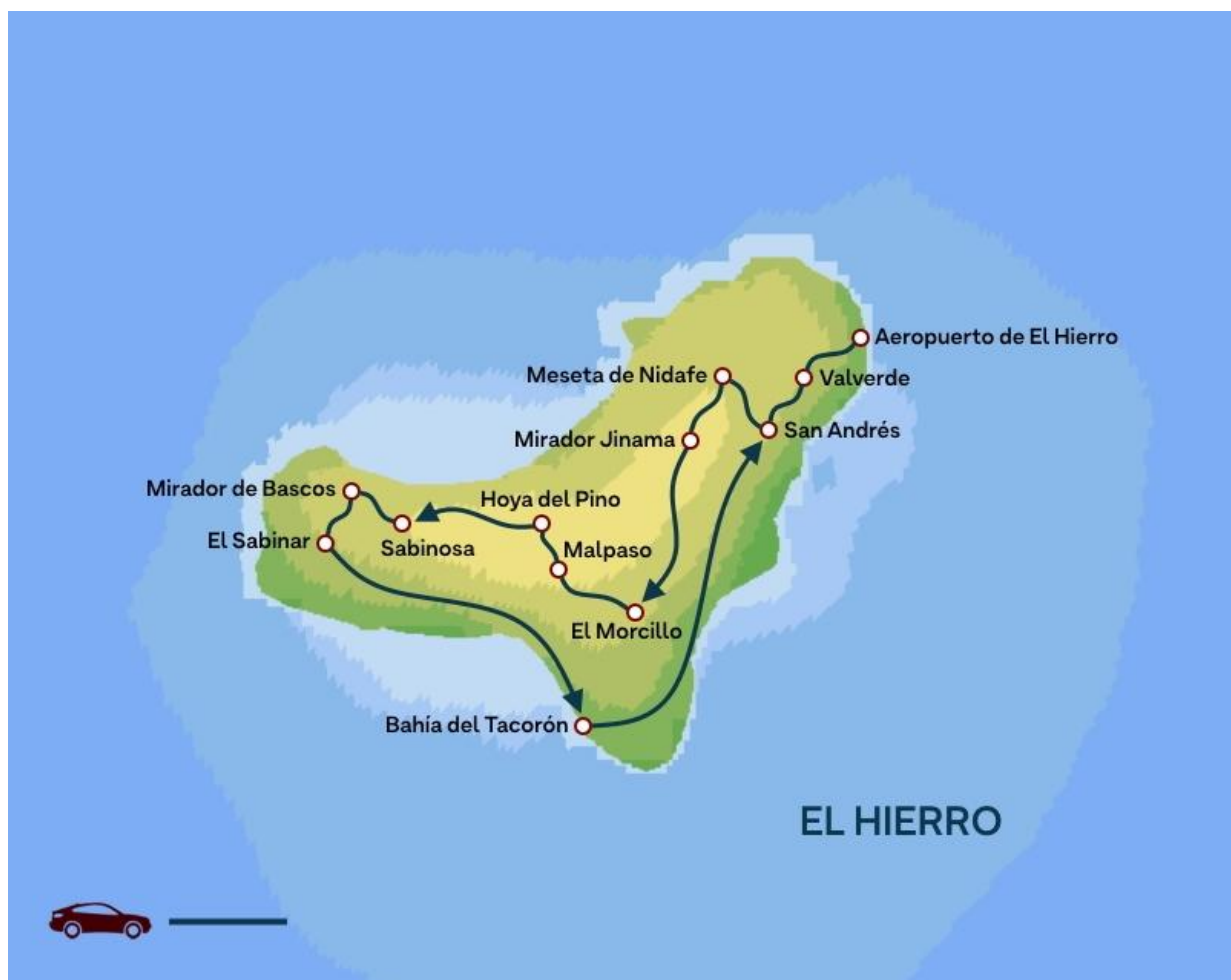 Aeropuerto de El Hierro
Meseta de Nidafe
Valverde
San Andrés
Mirador Jinama
Mirador de Bascos
Hoya del Pino
El Sabinar
Sabinosa
Malpaso
El Morcillo
Bahía del Tacorón
EL HIERRO